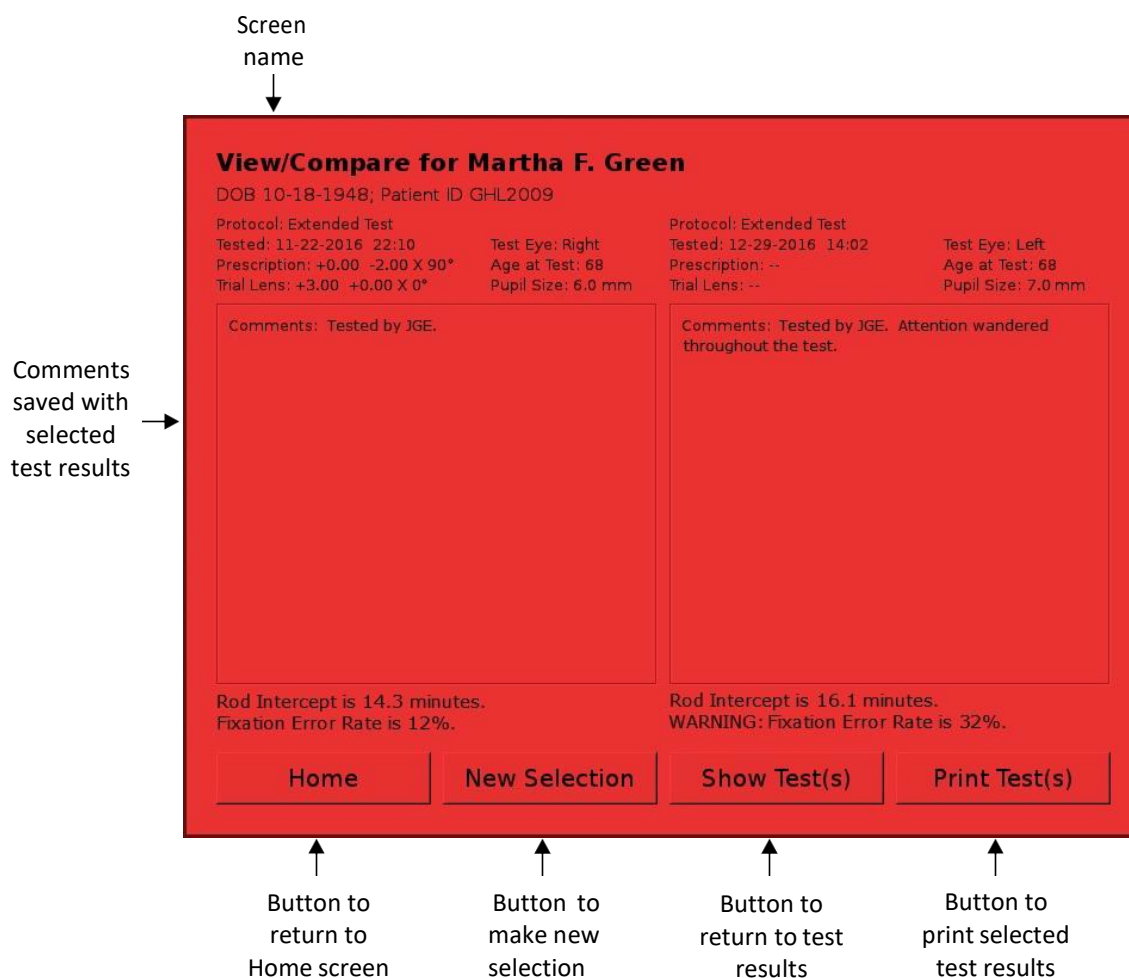 Screen
name
View/Compare for Martha F. Green
DOB 10-18-1948; Patient ID GHL2009
Protocol: Extended Test
Tested: 11-22-2016  22:10
Test Eye: Right
Prescription: +0.00  -2.00 X 90°
Age at Test: 68
Trial Lens: +3.00  +0.00 X 0°
Pupil Size: 6.0 mm
Protocol: Extended Test
Tested: 12-29-2016  14:02
Test Eye: Left
Prescription: --
Age at Test: 68
Trial Lens: --
Pupil Size: 7.0 mm
Comments
saved with
selected
test results
Comments:  Tested by JGE.
Comments:  Tested by JGE.  Attention wandered
throughout the test.
Rod Intercept is 14.3 minutes.
Fixation Error Rate is 12%.
Rod Intercept is 16.1 minutes.
WARNING: Fixation Error Rate is 32%.
Home
New Selection
Show Test(s)
Print Test(s)
Button to
return to
Home screen
Button to
make new
selection
Button to
return to test
results
Button to
print selected
test results